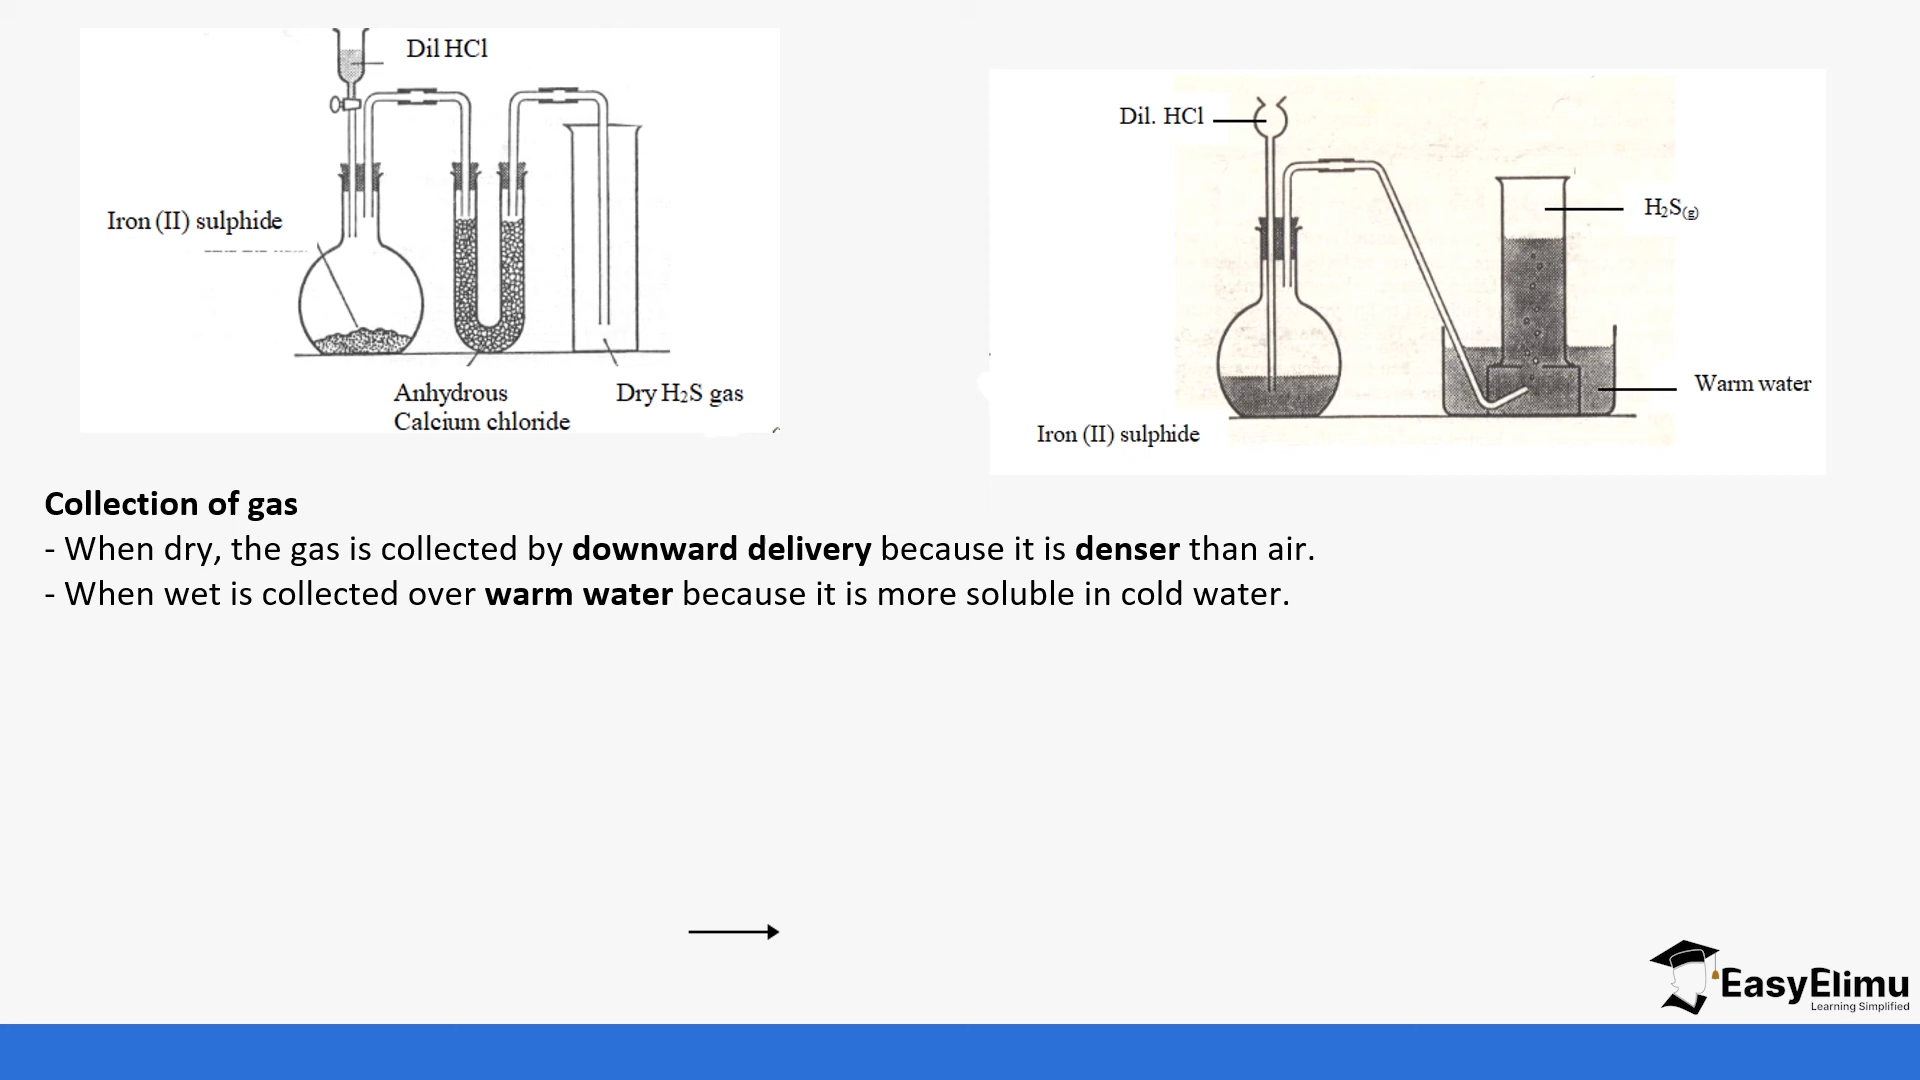 Dil HCl
Iron (II) sulphide
Anhydrous
Calcium chloride
Dry H₂S gas
Dil. HCl
H₂S(g)
Warm water
Iron (II) sulphide
Collection of gas
- When dry, the gas is collected by downward delivery because it is denser than air.
- When wet is collected over warm water because it is more soluble in cold water.
EasyElimu
Learning Simplified